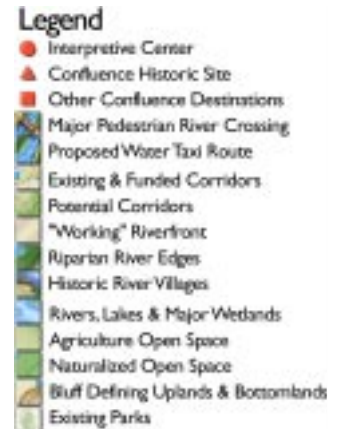 Legend
Interpretive Center
Confluence Historic Site
Other Confluence Destinations
Major Pedestrian River Crossing
Proposed Water Taxi Route
Existing & Funded Corridors
Potential Corridors
"Working" Riverfront
Riparian River Edges
Historic River Villages
Rivers, Lakes & Major Wetlands
Agriculture Open Space
Naturalized Open Space
Bluff Defining Uplands & Bottomlands
Existing Parks